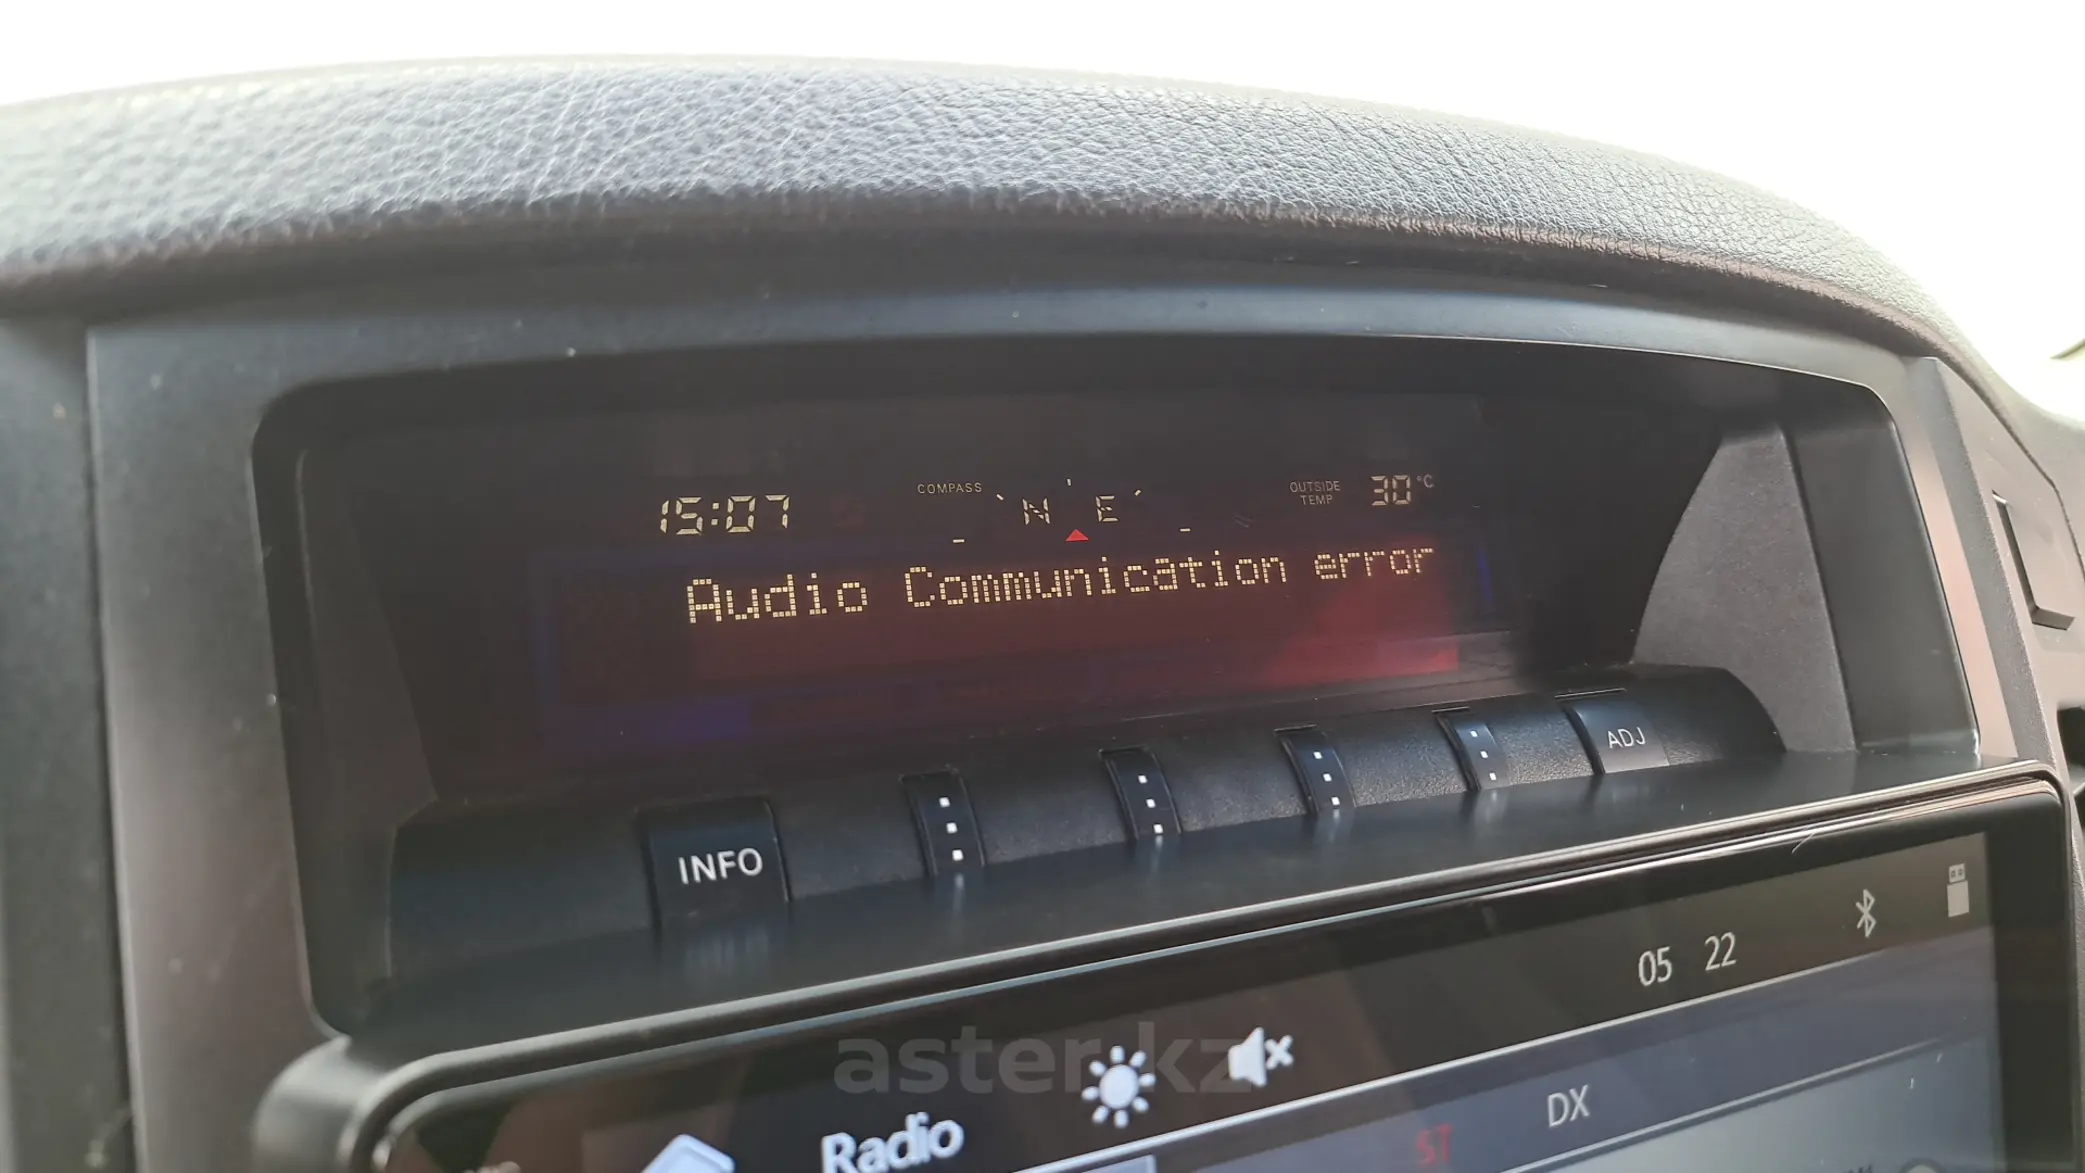 15:07
COMPASS
N E
OUTSIDE
TEMP
30°C
Audio Communication error
INFO
ADJ
05 22
aster.kz
Radio
ST
DX